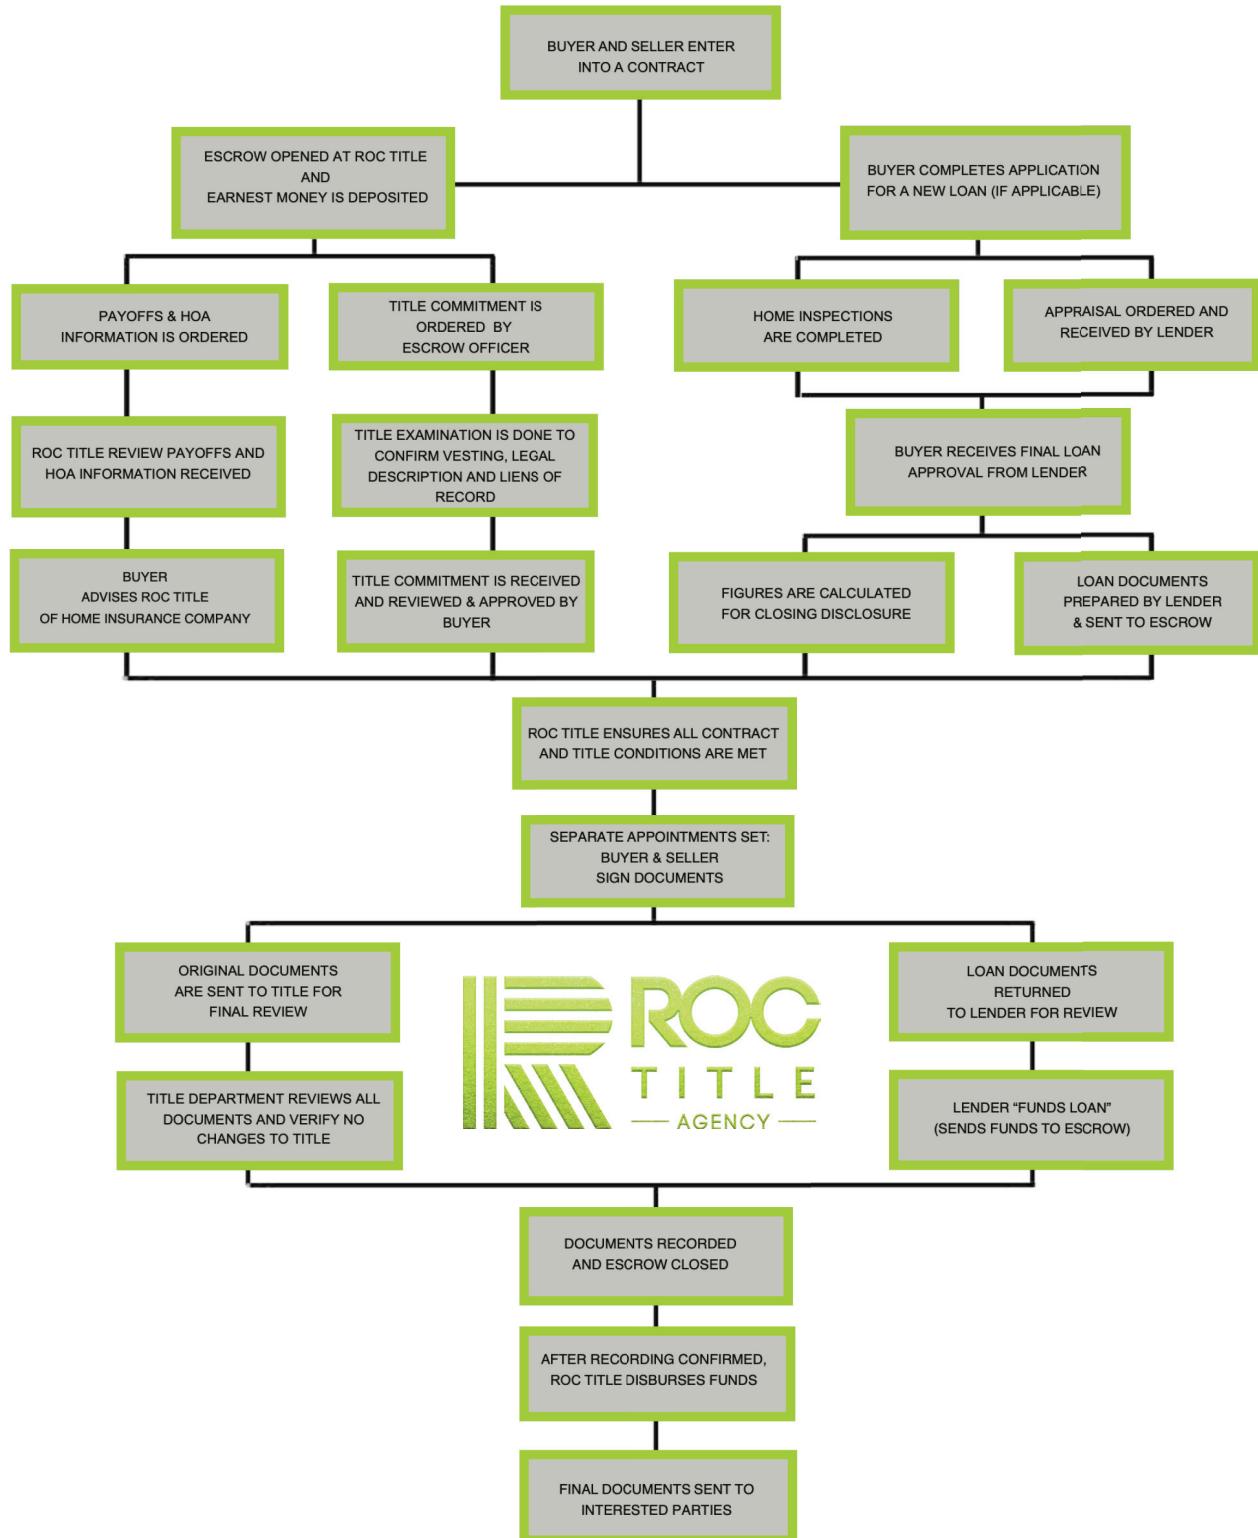 BUYER AND SELLER ENTER
INTO A CONTRACT
ESCROW OPENED AT ROC TITLE
AND
EARNEST MONEY IS DEPOSITED
BUYER COMPLETES APPLICATION
FOR A NEW LOAN (IF APPLICABLE)
PAYOFFS & HOA
INFORMATION IS ORDERED
TITLE COMMITMENT IS
ORDERED BY
ESCROW OFFICER
HOME INSPECTIONS
ARE COMPLETED
APPRAISAL ORDERED AND
RECEIVED BY LENDER
ROC TITLE REVIEW PAYOFFS AND
HOA INFORMATION RECEIVED
TITLE EXAMINATION IS DONE TO
CONFIRM VESTING, LEGAL
DESCRIPTION AND LIENS OF
RECORD
BUYER RECEIVES FINAL LOAN
APPROVAL FROM LENDER
BUYER
ADVISES ROC TITLE
OF HOME INSURANCE COMPANY
TITLE COMMITMENT IS RECEIVED
AND REVIEWED & APPROVED BY
BUYER
FIGURES ARE CALCULATED
FOR CLOSING DISCLOSURE
LOAN DOCUMENTS
PREPARED BY LENDER
& SENT TO ESCROW
ROC TITLE ENSURES ALL CONTRACT
AND TITLE CONDITIONS ARE MET
SEPARATE APPOINTMENTS SET:
BUYER & SELLER
SIGN DOCUMENTS
ORIGINAL DOCUMENTS
ARE SENT TO TITLE FOR
FINAL REVIEW
ROC
TITLE
AGENCY
LOAN DOCUMENTS
RETURNED
TO LENDER FOR REVIEW
TITLE DEPARTMENT REVIEWS ALL
DOCUMENTS AND VERIFY NO
CHANGES TO TITLE
LENDER “FUNDS LOAN”
(SENDS FUNDS TO ESCROW)
DOCUMENTS RECORDED
AND ESCROW CLOSED
AFTER RECORDING CONFIRMED,
ROC TITLE DISBURSES FUNDS
FINAL DOCUMENTS SENT TO
INTERESTED PARTIES